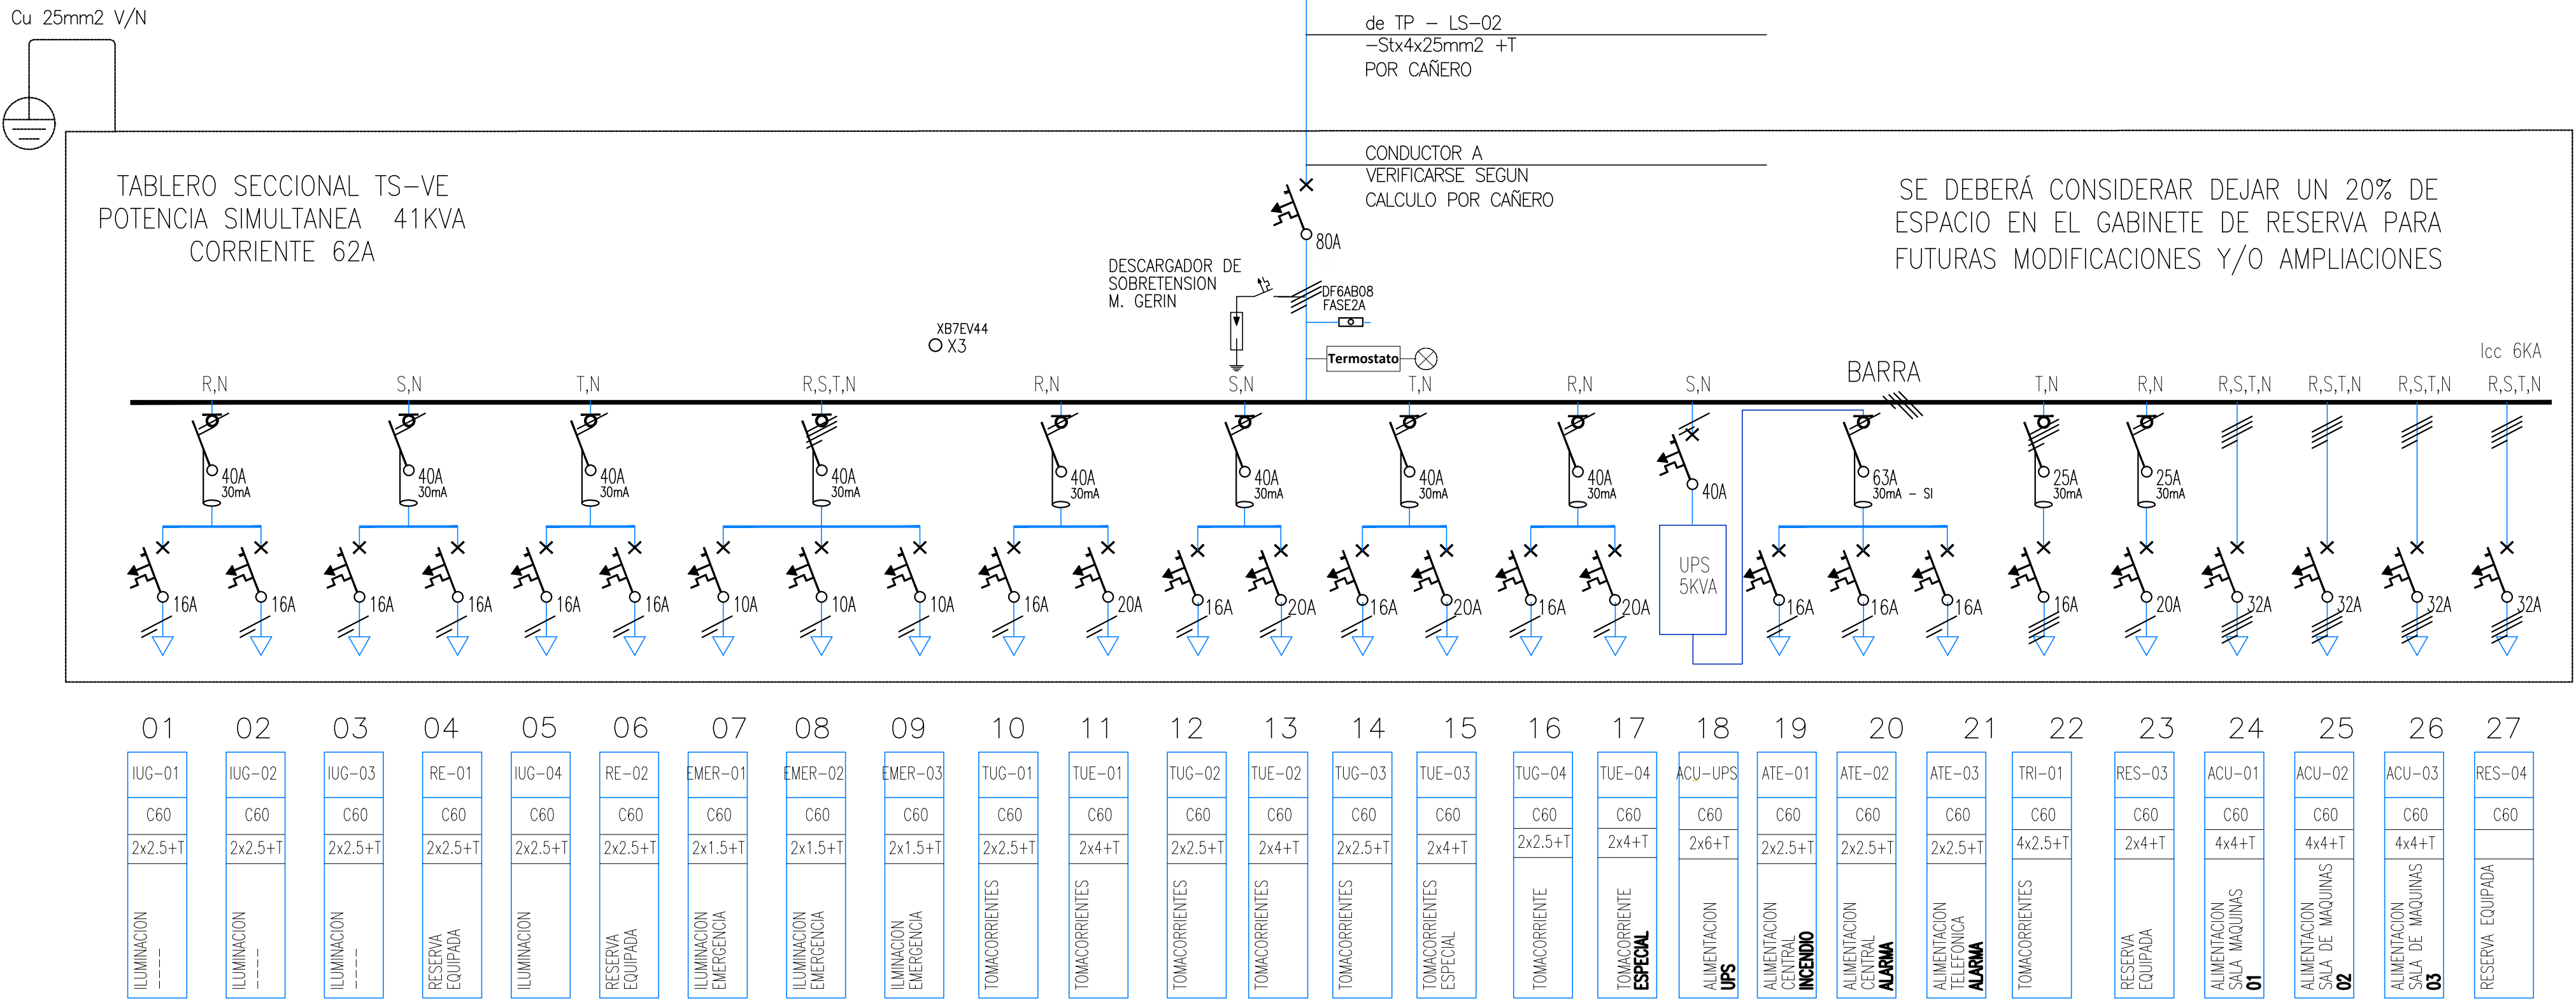 Cu 25mm2 V/N
de TP - LS-02
-Stx4x25mm2 +T
POR CAÑERO
CONDUCTOR A
VERIFICARSE SEGUN
CALCULO POR CAÑERO
TABLERO SECCIONAL TS-VE
POTENCIA SIMULTANEA 41KVA
CORRIENTE 62A
SE DEBERÁ CONSIDERAR DEJAR UN 20% DE
ESPACIO EN EL GABINETE DE RESERVA PARA
FUTURAS MODIFICACIONES Y/O AMPLIACIONES
80A
DESCARGADOR DE
SOBRETENSION
M. GERIN
DF6AB08
FASE2A
XB7EV44
X3
Termostato
Icc 6KA
BARRA
R,N
S,N
T,N
R,S,T,N
R,N
S,N
T,N
R,N
S,N
T,N
R,N
R,S,T,N
R,S,T,N
R,S,T,N
R,S,T,N
40A
30mA
40A
30mA
40A
30mA
40A
30mA
40A
30mA
40A
30mA
40A
30mA
40A
30mA
40A
63A
30mA - SI
25A
30mA
25A
30mA
UPS
5KVA
16A
16A
16A
16A
16A
16A
10A
10A
10A
16A
20A
16A
20A
16A
20A
16A
20A
16A
16A
16A
16A
20A
32A
32A
32A
32A
01
IUG-01
C60
2x2.5+T
ILUMINACION
----
02
IUG-02
C60
2x2.5+T
ILUMINACION
----
03
IUG-03
C60
2x2.5+T
ILUMINACION
----
04
RE-01
C60
2x2.5+T
RESERVA
EQUIPADA
05
IUG-04
C60
2x2.5+T
ILUMINACION
06
RE-02
C60
2x2.5+T
RESERVA
EQUIPADA
07
EMER-01
C60
2x1.5+T
ILUMINACION
EMERGENCIA
08
EMER-02
C60
2x1.5+T
ILUMINACION
EMERGENCIA
09
EMER-03
C60
2x1.5+T
ILMINACION
EMERGENCIA
10
TUG-01
C60
2x2.5+T
TOMACORRIENTES
11
TUE-01
C60
2x4+T
TOMACORRIENTES
12
TUG-02
C60
2x2.5+T
TOMACORRIENTES
13
TUE-02
C60
2x4+T
TOMACORRIENTES
14
TUG-03
C60
2x2.5+T
TOMACORRIENTES
15
TUE-03
C60
2x4+T
TOMACORRIENTES
ESPECIAL
16
TUG-04
C60
2x2.5+T
TOMACORRIENTE
17
TUE-04
C60
2x4+T
TOMACORRIENTE
ESPECIAL
18
ACU-UPS
C60
2x6+T
ALIMENTACION
UPS
19
ATE-01
C60
2x2.5+T
ALIMENTACION
CENTRAL
INCENDIO
20
ATE-02
C60
2x2.5+T
ALIMENTACION
CENTRAL
ALARMA
21
ATE-03
C60
2x2.5+T
ALIMENTACION
TELEFONICA
ALARMA
22
TRI-01
C60
4x2.5+T
TOMACORRIENTES
23
RES-03
C60
2x4+T
RESERVA
EQUIPADA
24
ACU-01
C60
4x4+T
ALIMENTACION
SALA MAQUINAS
01
25
ACU-02
C60
4x4+T
ALIMENTACION
SALA DE MAQUINAS
02
26
ACU-03
C60
4x4+T
ALIMENTACION
SALA DE MAQUINAS
03
27
RES-04
C60
RESERVA EQUIPADA